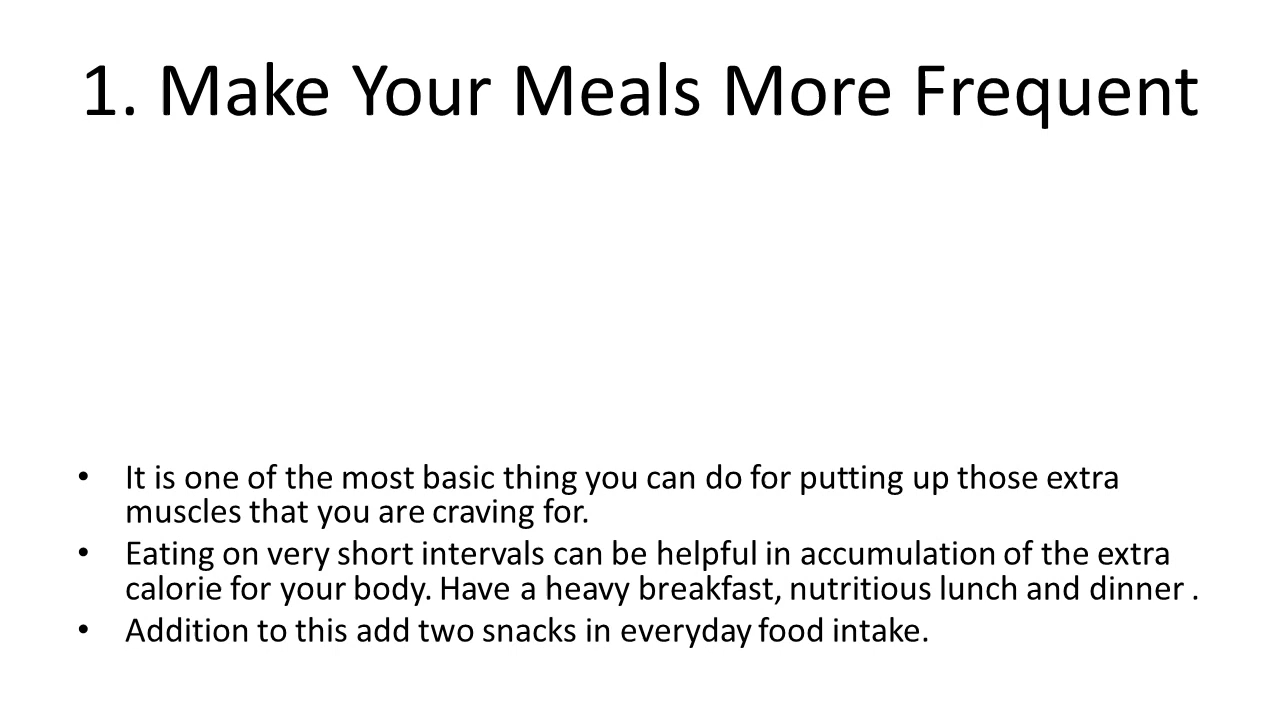 1. Make Your Meals More Frequent
• It is one of the most basic thing you can do for putting up those extra
muscles that you are craving for.
• Eating on very short intervals can be helpful in accumulation of the extra
calorie for your body. Have a heavy breakfast, nutritious lunch and dinner .
• Addition to this add two snacks in everyday food intake.